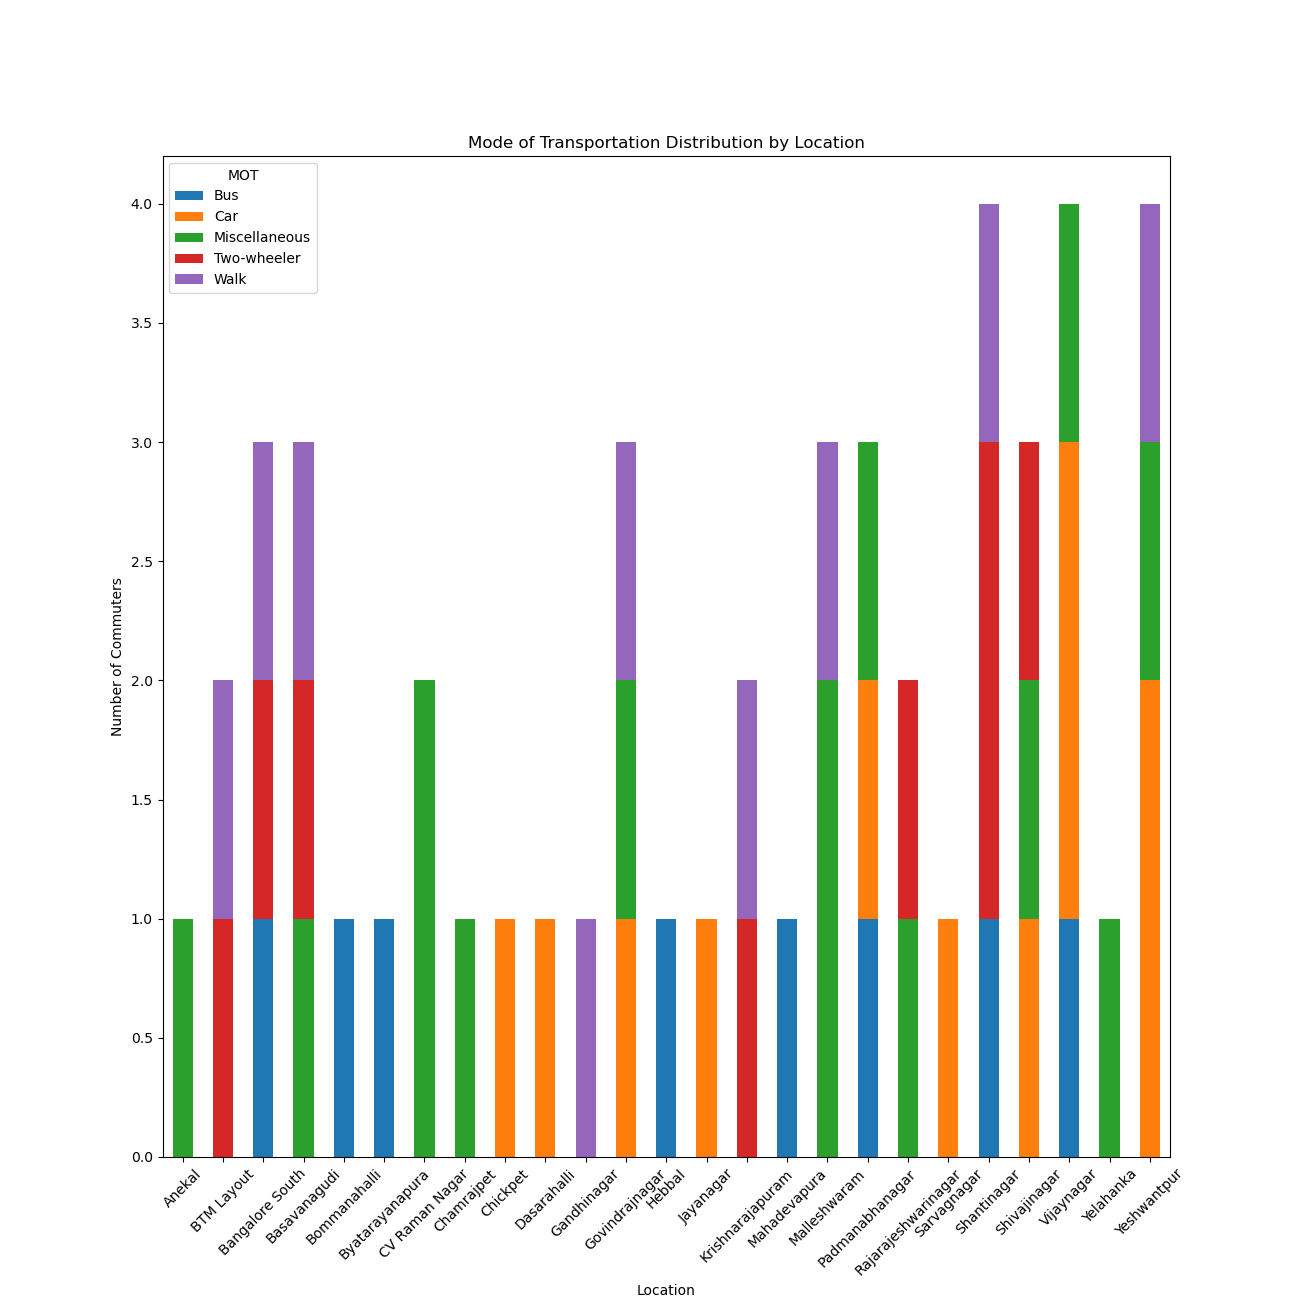 Mode of Transportation Distribution by Location
MOT
Bus
Car
Miscellaneous
Two-wheeler
Walk
4.0
3.5
3.0
2.5
2.0
1.5
1.0
0.5
0.0
Number of Commuters
Anekal
BTM Layout
Bangalore South
Basavanagudi
Bommanahalli
Byatarayanapura
CV Raman Nagar
Chamrajpet
Chickpet
Dasarahalli
Gandhinagar
Govindrajnagar
Hebbal
Jayanagar
Krishnarajapuram
Mahadevapura
Malleshwaram
Padmanabhanagar
Rajarajeshwarinagar
Sarvagnagar
Shantinagar
Shivajinagar
Vijaynagar
Yelahanka
Yeshwantpur
Location